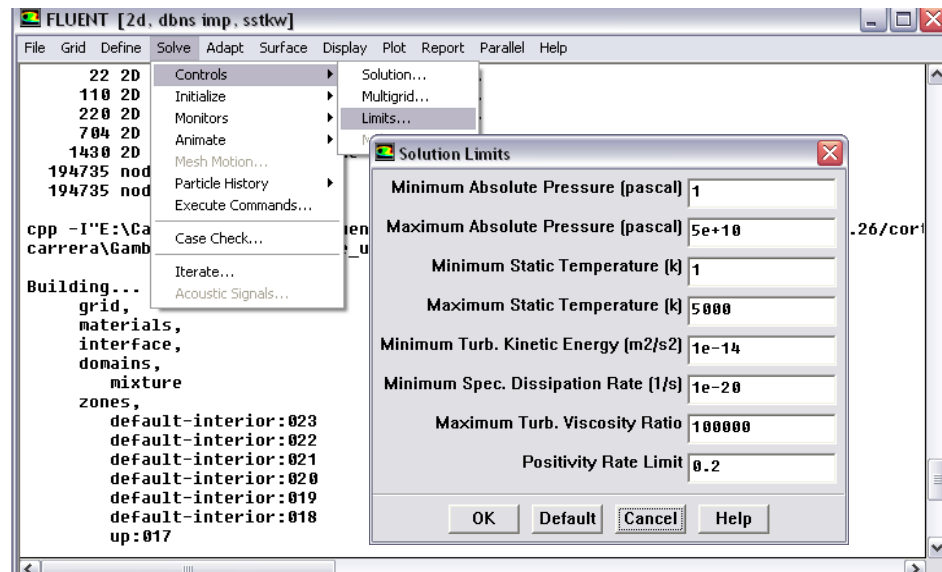 FLUENT [2d, dbns imp, sstkw]
File Grid Define Solve Adapt Surface Display Plot Report Parallel Help
22 2D
110 2D
220 2D
704 2D
1430 2D
194735 nod
194735 nod
cpp -I"E:\Ca
.26/cort
carrera\Gamb
Building...
grid,
materials,
interface,
domains,
mixture
zones,
default-interior:023
default-interior:022
default-interior:021
default-interior:020
default-interior:019
default-interior:018
up:017
Controls
Initialize
Monitors
Animate
Mesh Motion...
Particle History
Execute Commands...
Case Check...
Iterate...
Acoustic Signals...
Solution...
Multigrid...
Limits...
Solution Limits
Minimum Absolute Pressure (pascal) 1
Maximum Absolute Pressure (pascal) 5e+10
Minimum Static Temperature (k) 1
Maximum Static Temperature (k) 5000
Minimum Turb. Kinetic Energy (m2/s2) 1e-14
Minimum Spec. Dissipation Rate (1/s) 1e-20
Maximum Turb. Viscosity Ratio 100000
Positivity Rate Limit 0.2
OK Default Cancel Help